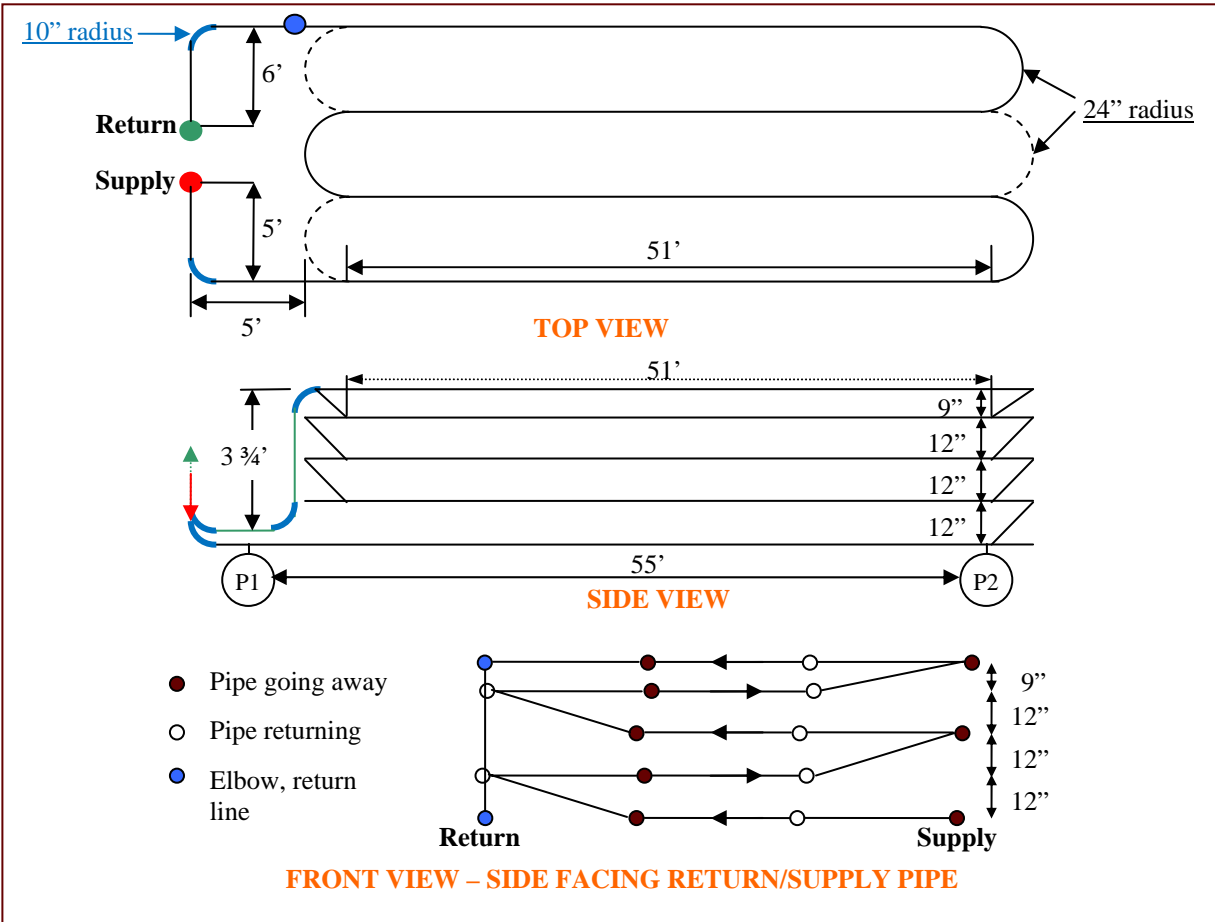 10” radius
6’
Return
24” radius
Supply
5’
51’
5’
TOP VIEW
51’
9”
3 ¾’
12”
12”
12”
55’
P1
P2
SIDE VIEW
Pipe going away
Pipe returning
Elbow, return
line
9”
12”
12”
12”
Return
Supply
FRONT VIEW – SIDE FACING RETURN/SUPPLY PIPE